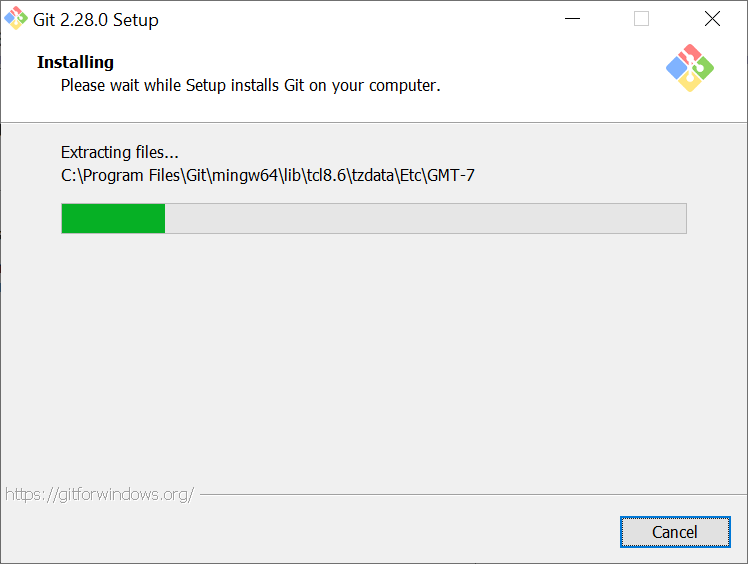 Git 2.28.0 Setup
Installing
Please wait while Setup installs Git on your computer.
Extracting files...
C:\Program Files\Git\mingw64\lib\tcl8.6\tzdata\Etc\GMT-7
https://gitforwindows.org/
Cancel